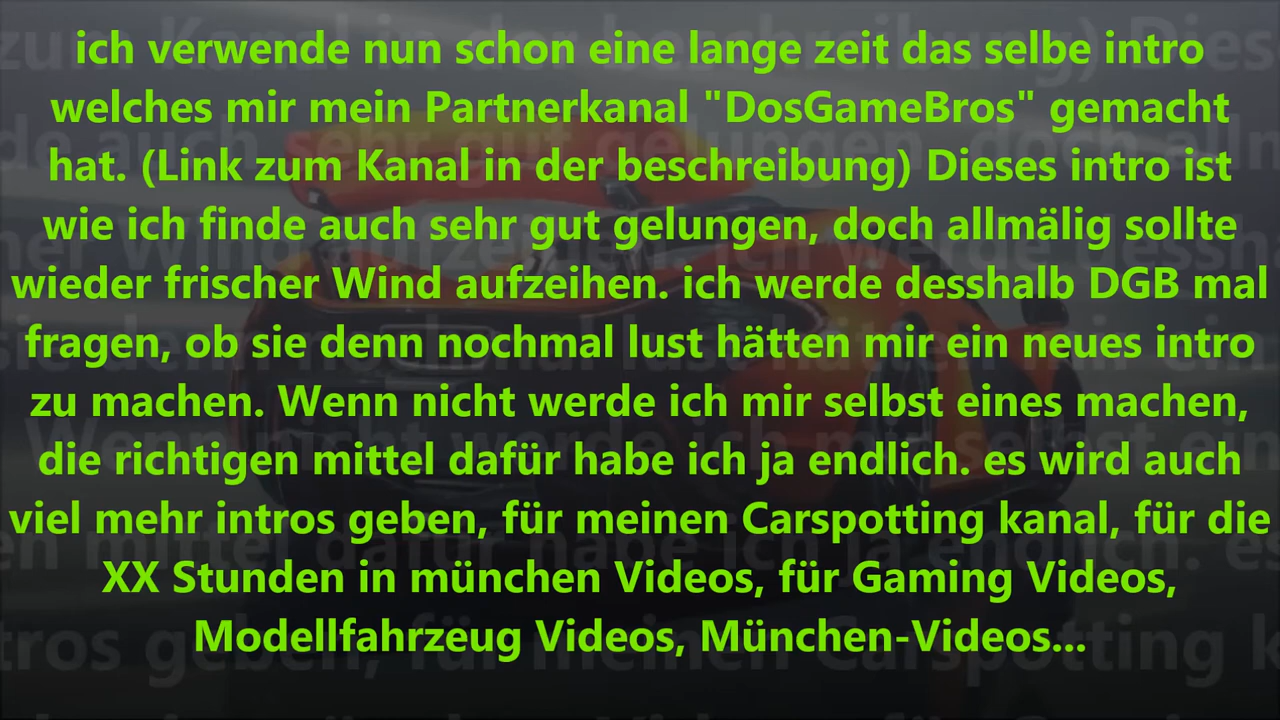 ich verwende nun schon eine lange zeit das selbe intro
welches mir mein Partnerkanal "DosGameBros" gemacht
hat. (Link zum Kanal in der beschreibung) Dieses intro ist
wie ich finde auch sehr gut gelungen, doch allmälig sollte
wieder frischer Wind aufzeihen. ich werde desshalb DGB mal
fragen, ob sie denn nochmal lust hätten mir ein neues intro
zu machen. Wenn nicht werde ich mir selbst eines machen,
die richtigen mittel dafür habe ich ja endlich. es wird auch
viel mehr intros geben, für meinen Carspotting kanal, für die
XX Stunden in münchen Videos, für Gaming Videos,
Modellfahrzeug Videos, München-Videos...